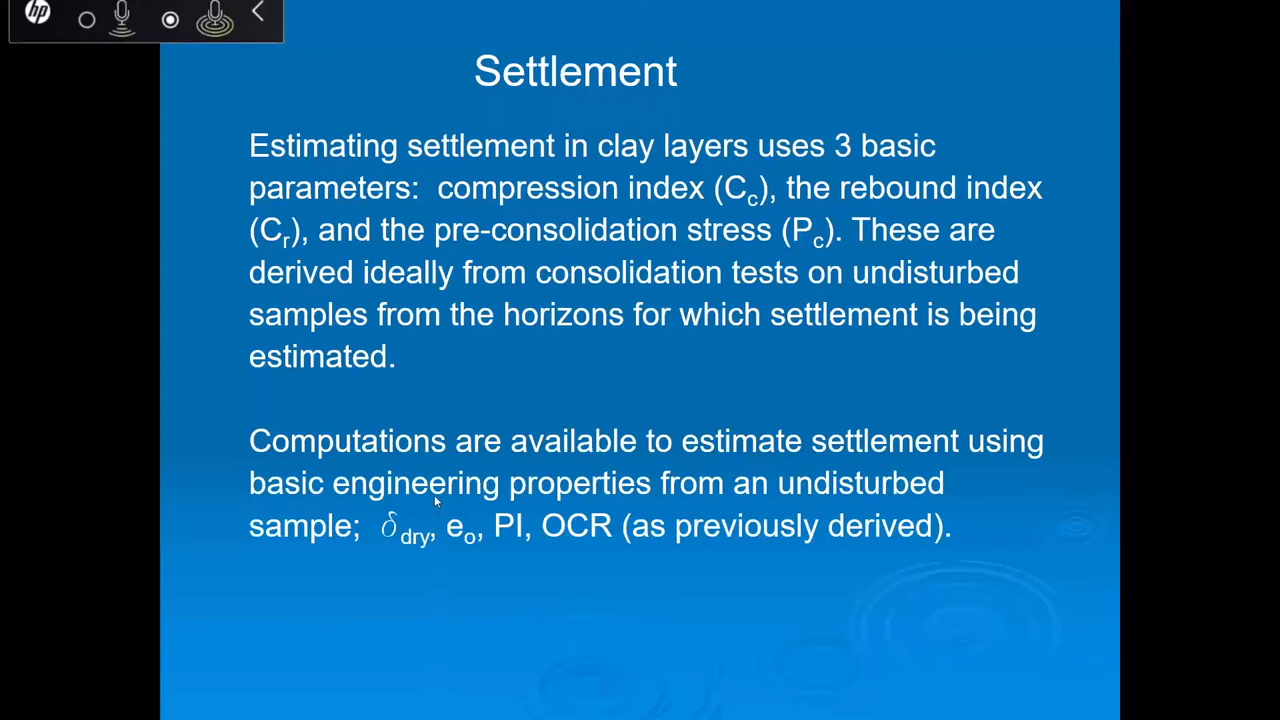 hp
Settlement
Estimating settlement in clay layers uses 3 basic
parameters:  compression index (Cc), the rebound index
(Cr), and the pre-consolidation stress (Pc). These are
derived ideally from consolidation tests on undisturbed
samples from the horizons for which settlement is being
estimated.
Computations are available to estimate settlement using
basic engineering properties from an undisturbed
sample;  δdry, eo, PI, OCR (as previously derived).